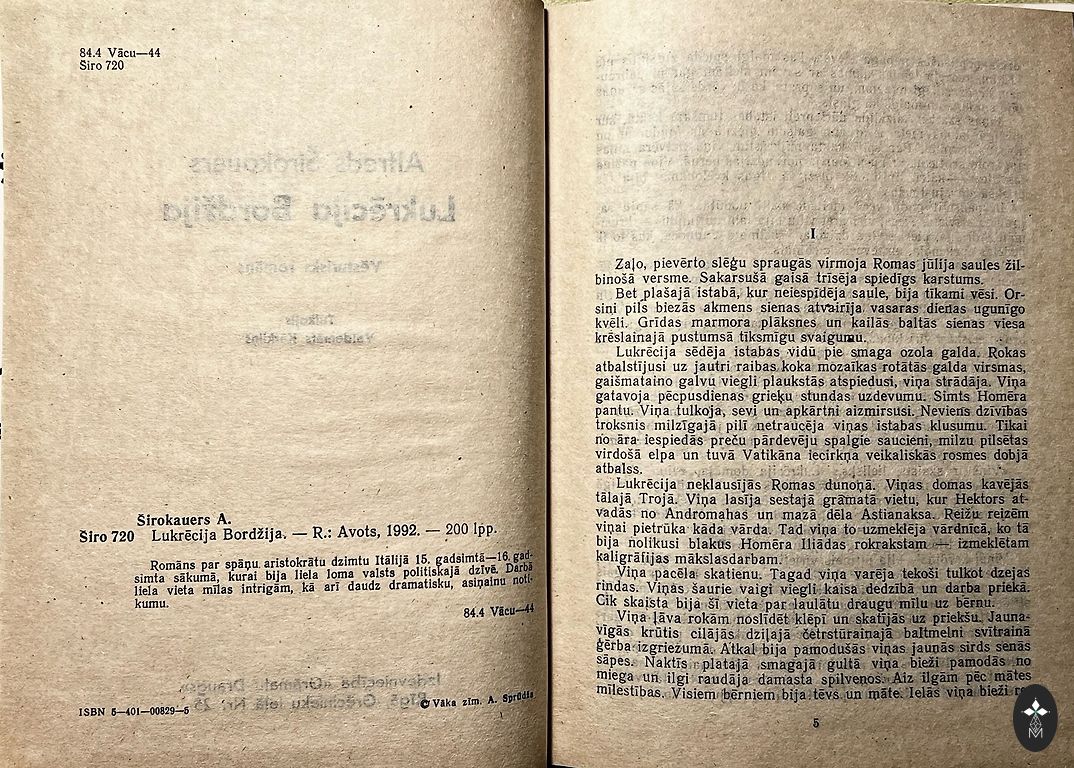 84.4 Vācu—44
Širo 720
Širokauers A.
Širo 720 Lukrēcija Bordžija. — R.: Avots, 1992. — 200 lpp.
Romāns par spāņu aristokrātu dzimtu Itālijā 15. gadsimtā—16. gad-
simta sākumā, kurai bija liela loma valsts politiskajā dzīvē. Darbā
liela vieta mīlas intrigām, kā arī daudz dramatisku, asiņainu noti-
kumu.
84.4 Vācu—44
ISBN 5—401—00829—5
© Vāka zīm. A. Sprūdis
I
Zaļo, pievērto slēģu spraugās virmoja Romas jūlija saules žil-
binošā versme. Sakarsušā gaisā trīsēja spiedīgs karstums.
Bet plašajā istabā, kur neiespīdēja saule, bija tīkami vēsi. Or-
sini pils biezās akmens sienas atvairīja vasaras dienas ugunīgo
kvēli. Grīdas marmora plāksnes un kailās baltās sienas viesa
krēslainajā pustumsā tīksmīgu svaigumu.
Lukrēcija sēdēja istabas vidū pie smaga ozola galda. Rokas
atbalstījusi uz jautri raibas koka mozaīkas rotātās galda virsmas,
gaišmataino galvu viegli plaukstās atspiedusi, viņa strādāja. Viņa
gatavoja pēcpusdienas grieķu stundas uzdevumu. Simts Homēra
pantu. Viņa tulkoja, sevi un apkārtni aizmirsusi. Neviens dzīvības
troksnis milzīgajā pilī netraucēja viņas istabas klusumu. Tikai
no āra iespiedās preču pārdevēju spalgie saucieni, milzu pilsētas
virdošā elpa un tuvā Vatikāna iecirkņa veikaliskās rosmes dobjā
atbalss.
Lukrēcija neklausījās Romas dunoņā. Viņas domas kavējās
tālajā Trojā. Viņa lasīja sestajā grāmatā vietu, kur Hektors at-
vadās no Andromahas un mazā dēla Astianaksa. Reižu reizēm
viņai pietrūka kāda vārda. Tad viņa to uzmeklēja vārdnīcā, ko tā
bija nolikusi blakus Homēra Iliādas rokrakstam — izmeklētam
kaligrāfijas mākslasdarbam.
Viņa pacēla skatienu. Tagad viņa varēja tekoši tulkot dzejas
rindas. Viņas šaurie vaigi viegli kaisa dedzībā un darba priekā.
Cik skaista bija šī vieta par laulātu draugu mīlu uz bērnu.
Viņa ļāva rokām noslīdēt klēpī un skatījās uz priekšu. Jauna-
vīgās krūtis cilājās dziļajā četrstūrainajā baltmelni svītrainā
ģērba izgriezumā. Atkal bija pamodušās viņas jaunās sirds senās
sāpes. Naktīs platajā smagajā gultā viņa bieži pamodās no
miega un ilgi raudāja damasta spilvenos. Aiz ilgām pēc mātes
mīlestības. Visiem bērniem bija tēvs un māte. Ielās viņa bieži
5
M